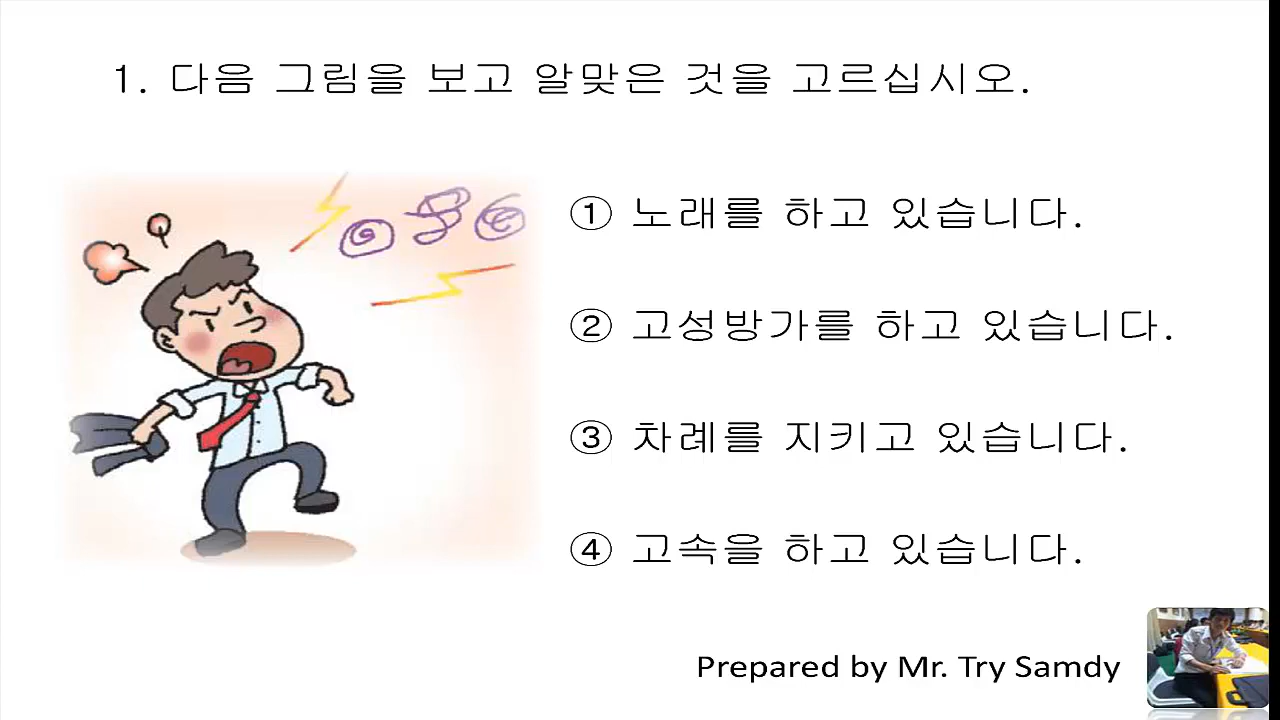 1. 다음 그림을 보고 알맞은 것을 고르십시오.
① 노래를 하고 있습니다.
② 고성방가를 하고 있습니다.
③ 차례를 지키고 있습니다.
④ 고속을 하고 있습니다.
Prepared by Mr. Try Samdy